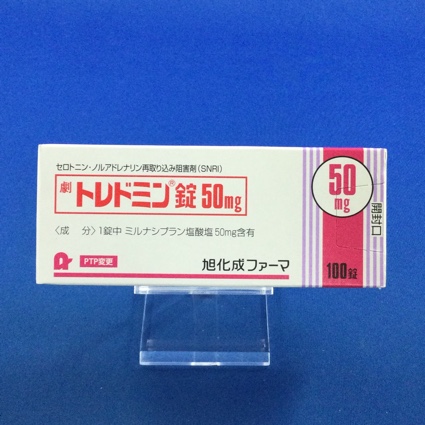 セロトニン・ノルアドレナリン再取り込み阻害剤(SNRI)
劇 トレドミン®錠50mg
〈成 分〉1錠中 ミルナシプラン塩酸塩 50mg含有
PTP変更
旭化成ファーマ
50
mg
開封口
100錠